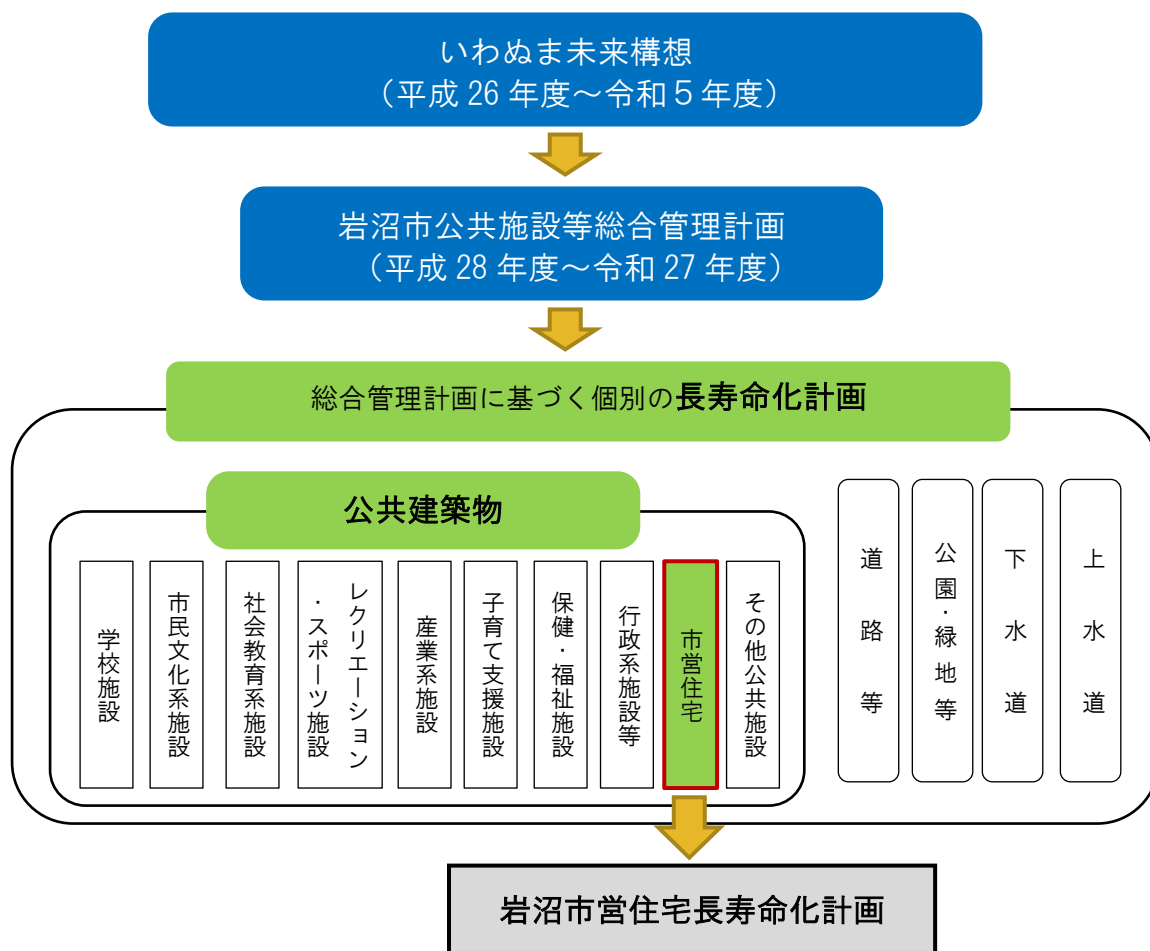 いわぬま未来構想
（平成 26 年度～令和５年度）
岩沼市公共施設等総合管理計画
（平成 28 年度～令和 27 年度）
総合管理計画に基づく個別の長寿命化計画
公共建築物
学校施設
市民文化系施設
社会教育系施設
レクリエーション
・スポーツ施設
産業系施設
子育て支援施設
保健・福祉施設
行政系施設等
市営住宅
その他公共施設
道路等
公園・緑地等
下水道
上水道
岩沼市営住宅長寿命化計画